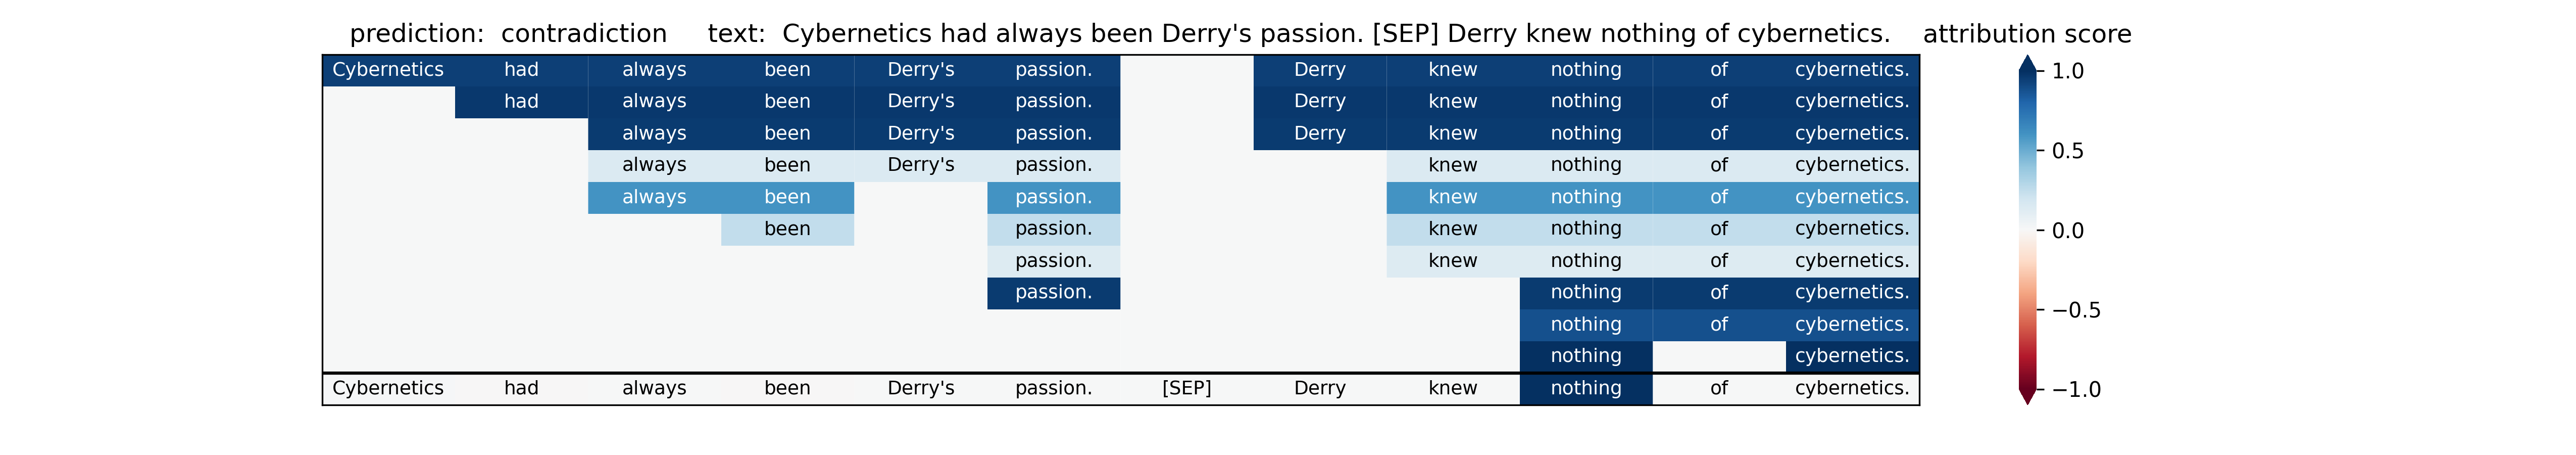 prediction: contradiction text: Cybernetics had always been Derry's passion. [SEP] Derry knew nothing of cybernetics. attribution score
Cybernetics had always been Derry's passion. Derry knew nothing of cybernetics. 1.0
had always been Derry's passion. Derry knew nothing of cybernetics.
always been Derry's passion. Derry knew nothing of cybernetics.
always been Derry's passion. knew nothing of cybernetics. 0.5
always been passion. knew nothing of cybernetics.
been passion. knew nothing of cybernetics. 0.0
passion. knew nothing of cybernetics.
passion. nothing of cybernetics. −0.5
nothing of cybernetics.
nothing cybernetics.
Cybernetics had always been Derry's passion. [SEP] Derry knew nothing of cybernetics. −1.0